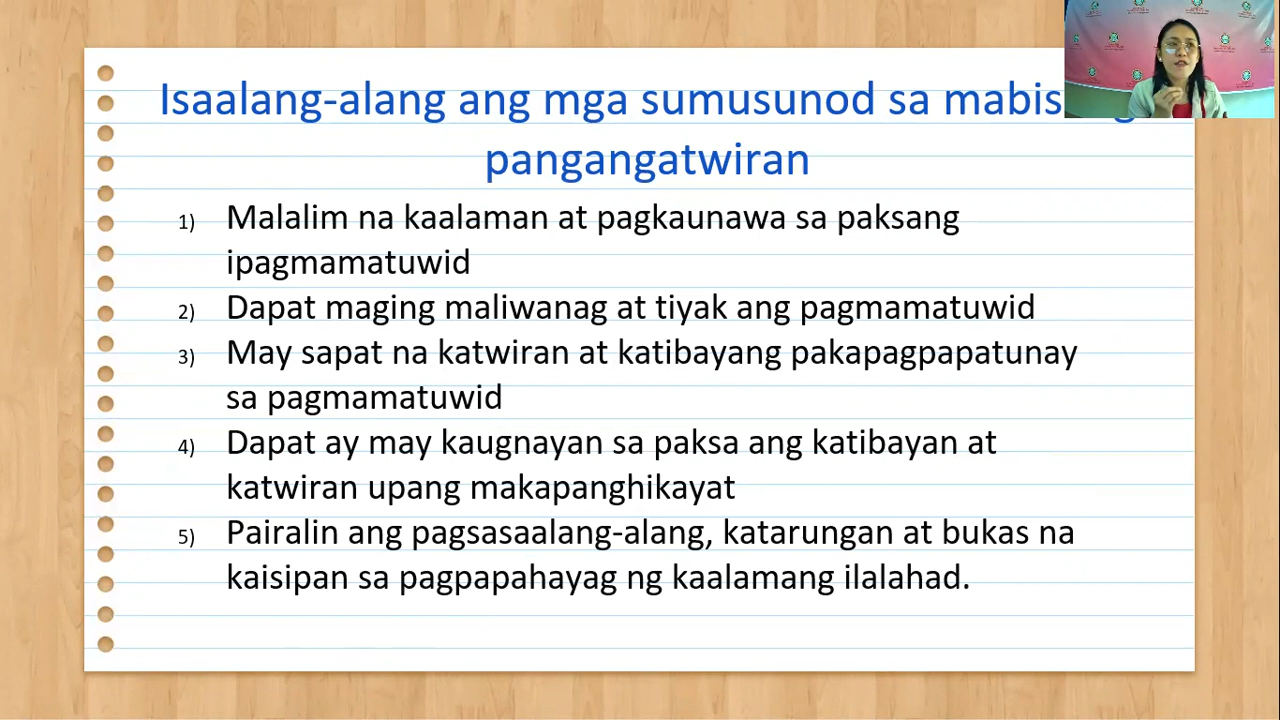 Isaalang-alang ang mga sumusunod sa
pangangatwiran
1) Malalim na kaalaman at pagkaunawa sa paksang
ipagmamatuwid
2) Dapat maging maliwanag at tiyak ang pagmamatuwid
3) May sapat na katwiran at katibayang pakapagpapatunay
sa pagmamatuwid
4) Dapat ay may kaugnayan sa paksa ang katibayan at
katwiran upang makapanghikayat
5) Pairalin ang pagsasaalang-alang, katarungan at bukas na
kaisipan sa pagpapahayag ng kaalamang ilalahad.